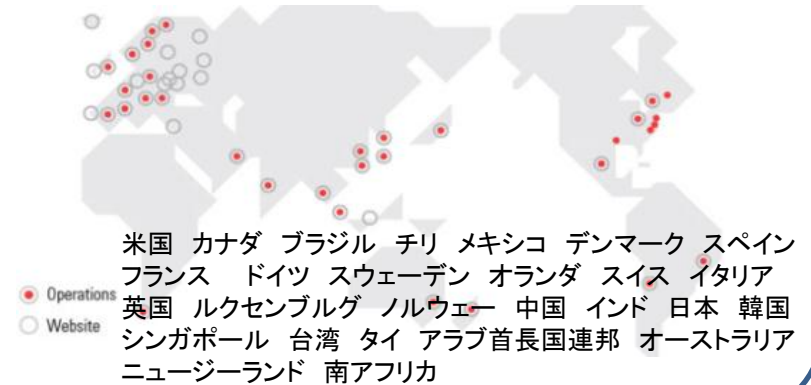 米国 カナダ ブラジル チリ メキシコ デンマーク スペイン
フランス ドイツ スウェーデン オランダ スイス イタリア
Operations
英国 ルクセンブルグ ノルウェー 中国 インド 日本 韓国
Website
シンガポール 台湾 タイ アラブ首長国連邦 オーストラリア
ニュージーランド 南アフリカ